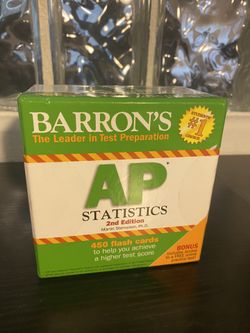 BARRON'S
The Leader in Test Preparation
STUDENTS'
#1
AP
STATISTICS
2nd Edition
Martin Sternstein, Ph.D.
450 flash cards
to help you achieve
a higher test score
BONUS